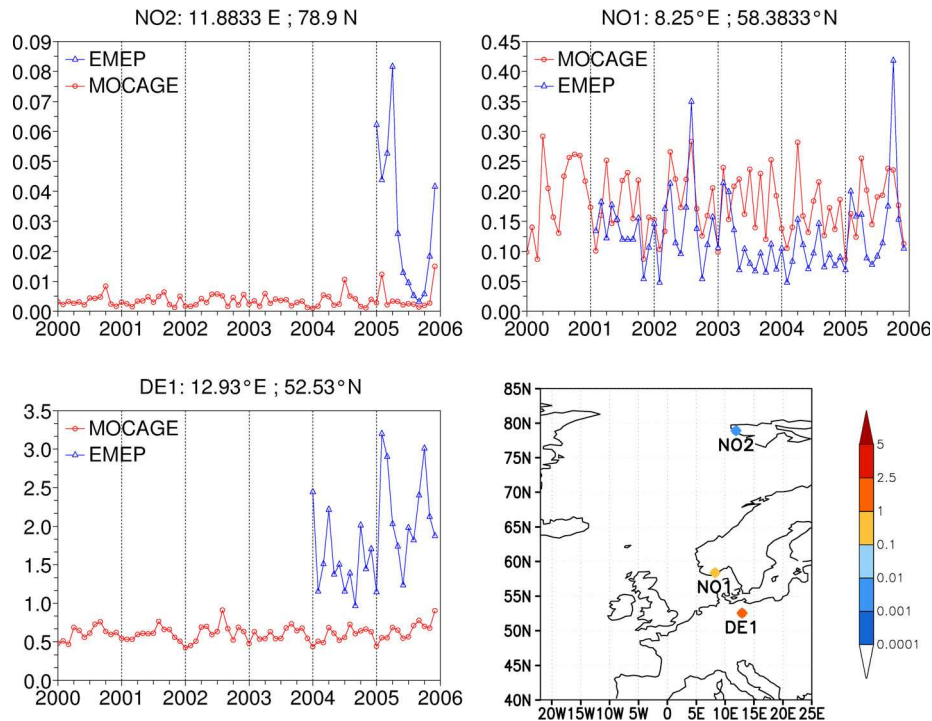 NO2: 11.8833 E ; 78.9 N
0.09
0.08
0.07
0.06
0.05
0.04
0.03
0.02
0.01
0.00
EMEP
MOCAGE
2000 2001 2002 2003 2004 2005 2006
NO1: 8.25°E ; 58.3833°N
0.45
0.40
0.35
0.30
0.25
0.20
0.15
0.10
0.05
0.00
MOCAGE
EMEP
2000 2001 2002 2003 2004 2005 2006
DE1: 12.93°E ; 52.53°N
3.5
3.0
2.5
2.0
1.5
1.0
0.5
0.0
MOCAGE
EMEP
2000 2001 2002 2003 2004 2005 2006
85N
80N
75N
70N
65N
60N
55N
50N
45N
40N
NO2
NO1
DE1
20W 15W 10W 5W 0 5E 10E 15E 20E 25E
5
2.5
1
0.1
0.01
0.001
0.0001